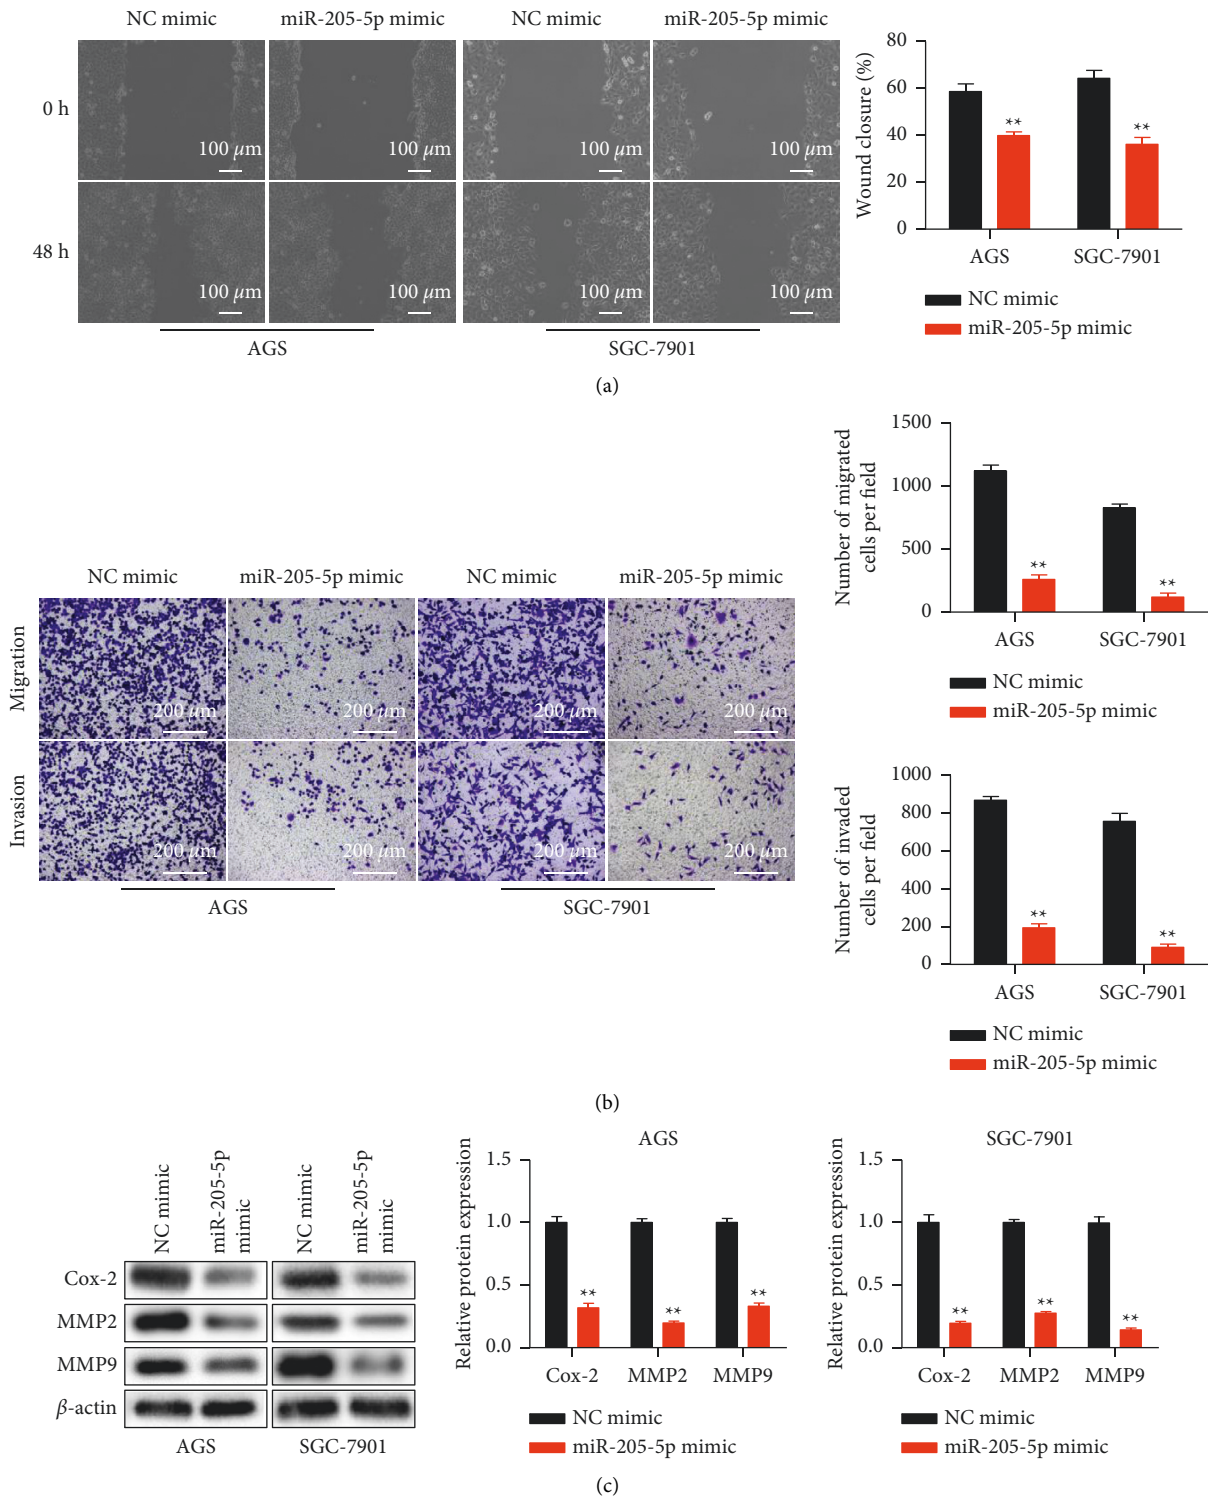 NC mimic miR-205-5p mimic NC mimic miR-205-5p mimic
0 h
100 µm 100 µm 100 µm 100 µm
48 h
100 µm 100 µm 100 µm 100 µm
AGS SGC-7901
Wound closure (%)
80
60
40
20
0
** **
AGS SGC-7901
NC mimic
miR-205-5p mimic
(a)
NC mimic miR-205-5p mimic NC mimic miR-205-5p mimic
Migration
200 µm 200 µm 200 µm 200 µm
Invasion
200 µm 200 µm 200 µm 200 µm
AGS SGC-7901
Number of migrated
cells per field
1500
1000
500
0
** **
AGS SGC-7901
NC mimic
miR-205-5p mimic
Number of invaded
cells per field
1000
800
600
400
200
0
** **
AGS SGC-7901
NC mimic
miR-205-5p mimic
(b)
NC mimic
miR-205-5p
mimic
NC mimic
miR-205-5p
mimic
Cox-2
MMP2
MMP9
β-actin
AGS SGC-7901
AGS
Relative protein expression
1.5
1.0
0.5
0.0
** ** **
Cox-2 MMP2 MMP9
NC mimic
miR-205-5p mimic
SGC-7901
Relative protein expression
1.5
1.0
0.5
0.0
** ** **
Cox-2 MMP2 MMP9
NC mimic
miR-205-5p mimic
(c)